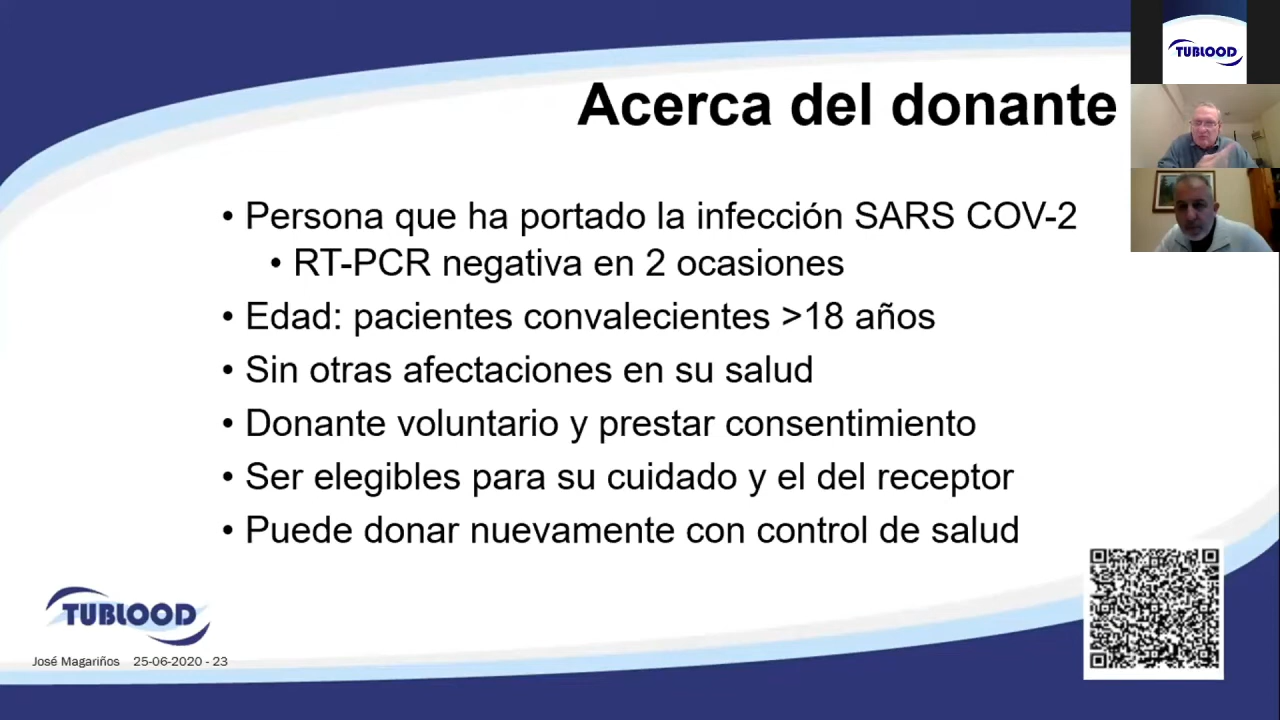 TUBLOOD
Acerca del donante
• Persona que ha portado la infección SARS COV-2
• RT-PCR negativa en 2 ocasiones
• Edad: pacientes convalecientes >18 años
• Sin otras afectaciones en su salud
• Donante voluntario y prestar consentimiento
• Ser elegibles para su cuidado y el del receptor
• Puede donar nuevamente con control de salud
TUBLOOD
José Magariños 25-06-2020 - 23